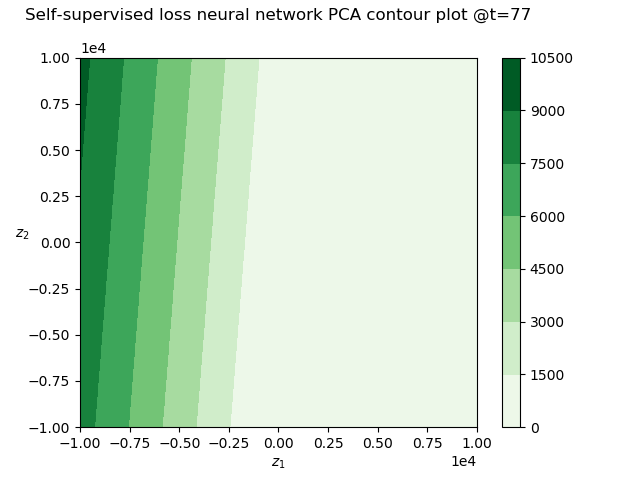 Self-supervised loss neural network PCA contour plot @t=77
1e4
1.00
0.75
0.50
0.25
0.00
−0.25
−0.50
−0.75
−1.00
z₂
−1.00 −0.75 −0.50 −0.25 0.00 0.25 0.50 0.75 1.00
z₁
1e4
10500
9000
7500
6000
4500
3000
1500
0